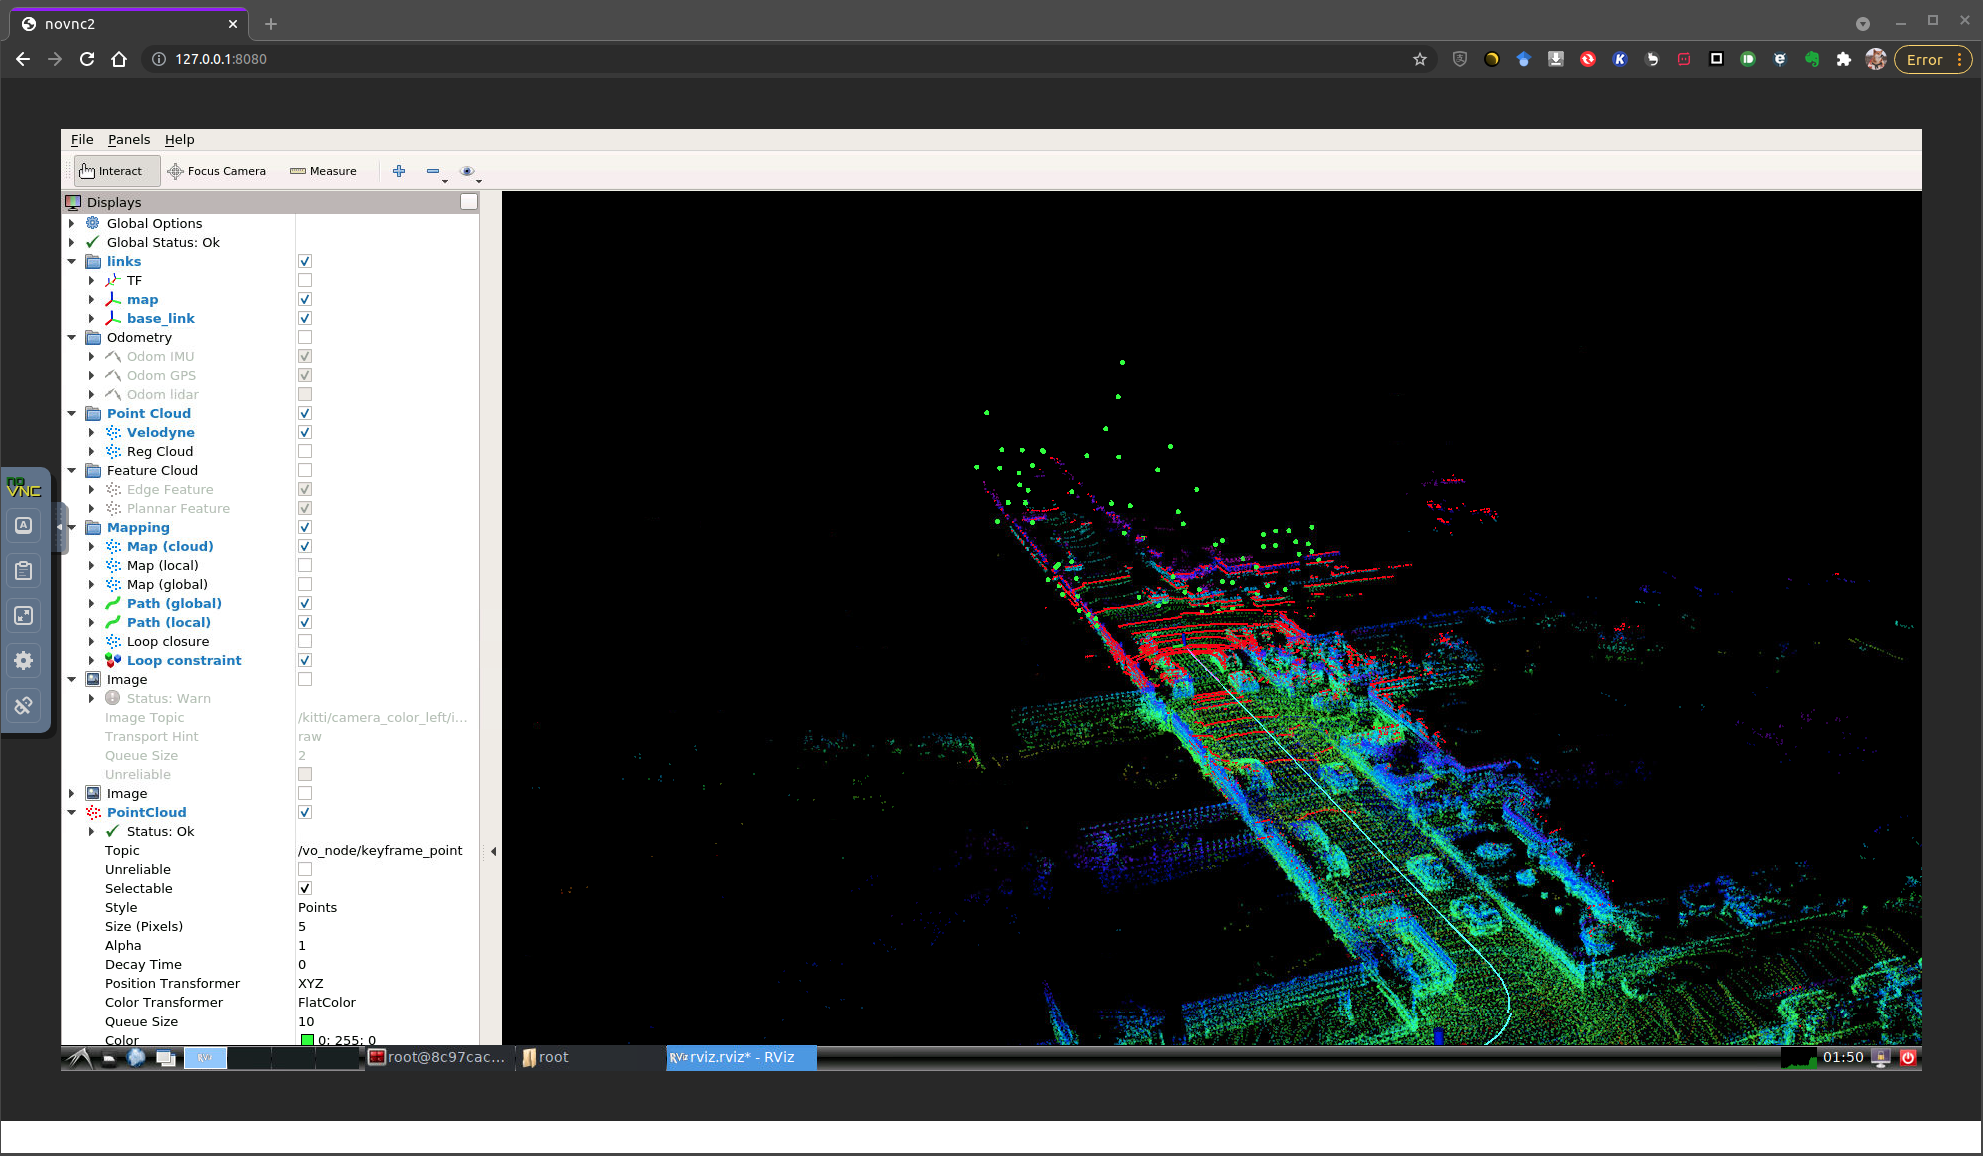 novnc2
127.0.0.1:8080
Error
File Panels Help
Interact Focus Camera Measure
Displays
Global Options
Global Status: Ok
links
TF
map
base_link
Odometry
Odom IMU
Odom GPS
Odom lidar
Point Cloud
Velodyne
Reg Cloud
Feature Cloud
Edge Feature
Plannar Feature
Mapping
Map (cloud)
Map (local)
Map (global)
Path (global)
Path (local)
Loop closure
Loop constraint
Image
Status: Warn
Image Topic /kitti/camera_color_left/i...
Transport Hint raw
Queue Size 2
Unreliable
Image
PointCloud
Status: Ok
Topic /vo_node/keyframe_point
Unreliable
Selectable
Style Points
Size (Pixels) 5
Alpha 1
Decay Time 0
Position Transformer XYZ
Color Transformer FlatColor
Queue Size 10
Color 0; 255; 0
no
VNC
A
RViz
root@8c97cac...
root
RViz rviz.rviz* - RViz
01:50